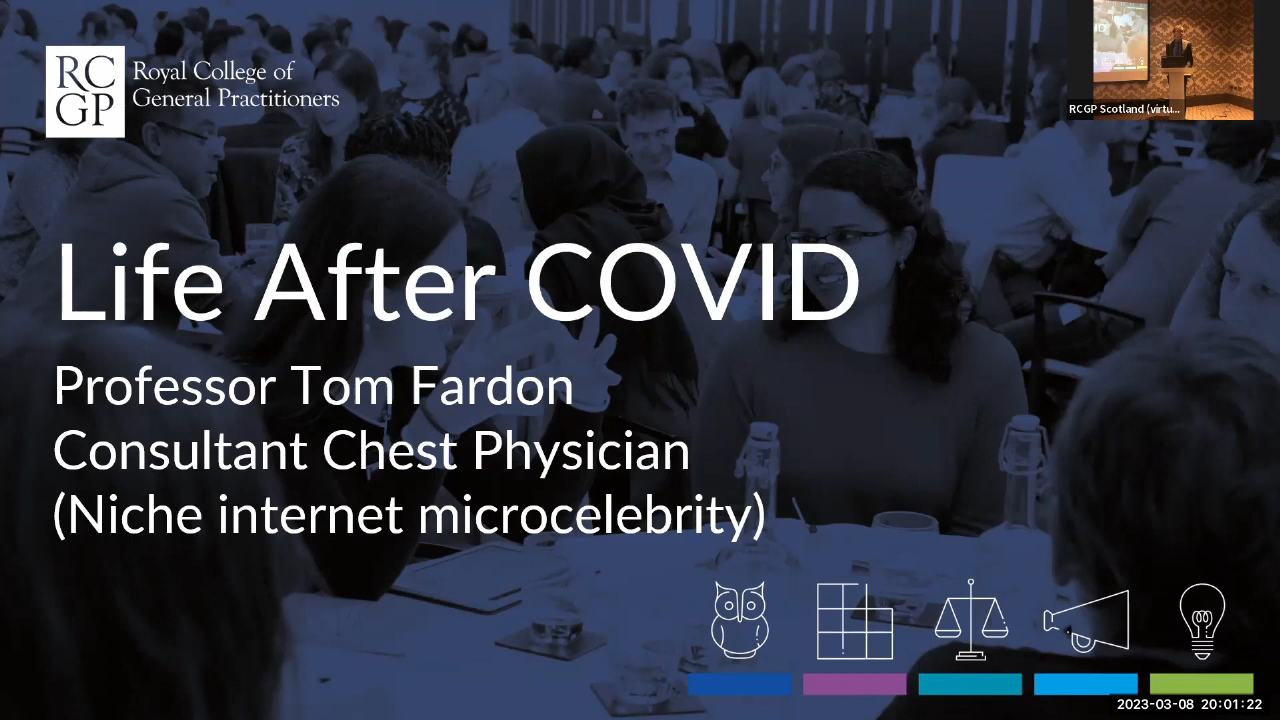 RC
GP
Royal College of
General Practitioners
RCGP Scotland (virtu...
Life After COVID
Professor Tom Fardon
Consultant Chest Physician
(Niche internet microcelebrity)
2023-03-08 20:01:22